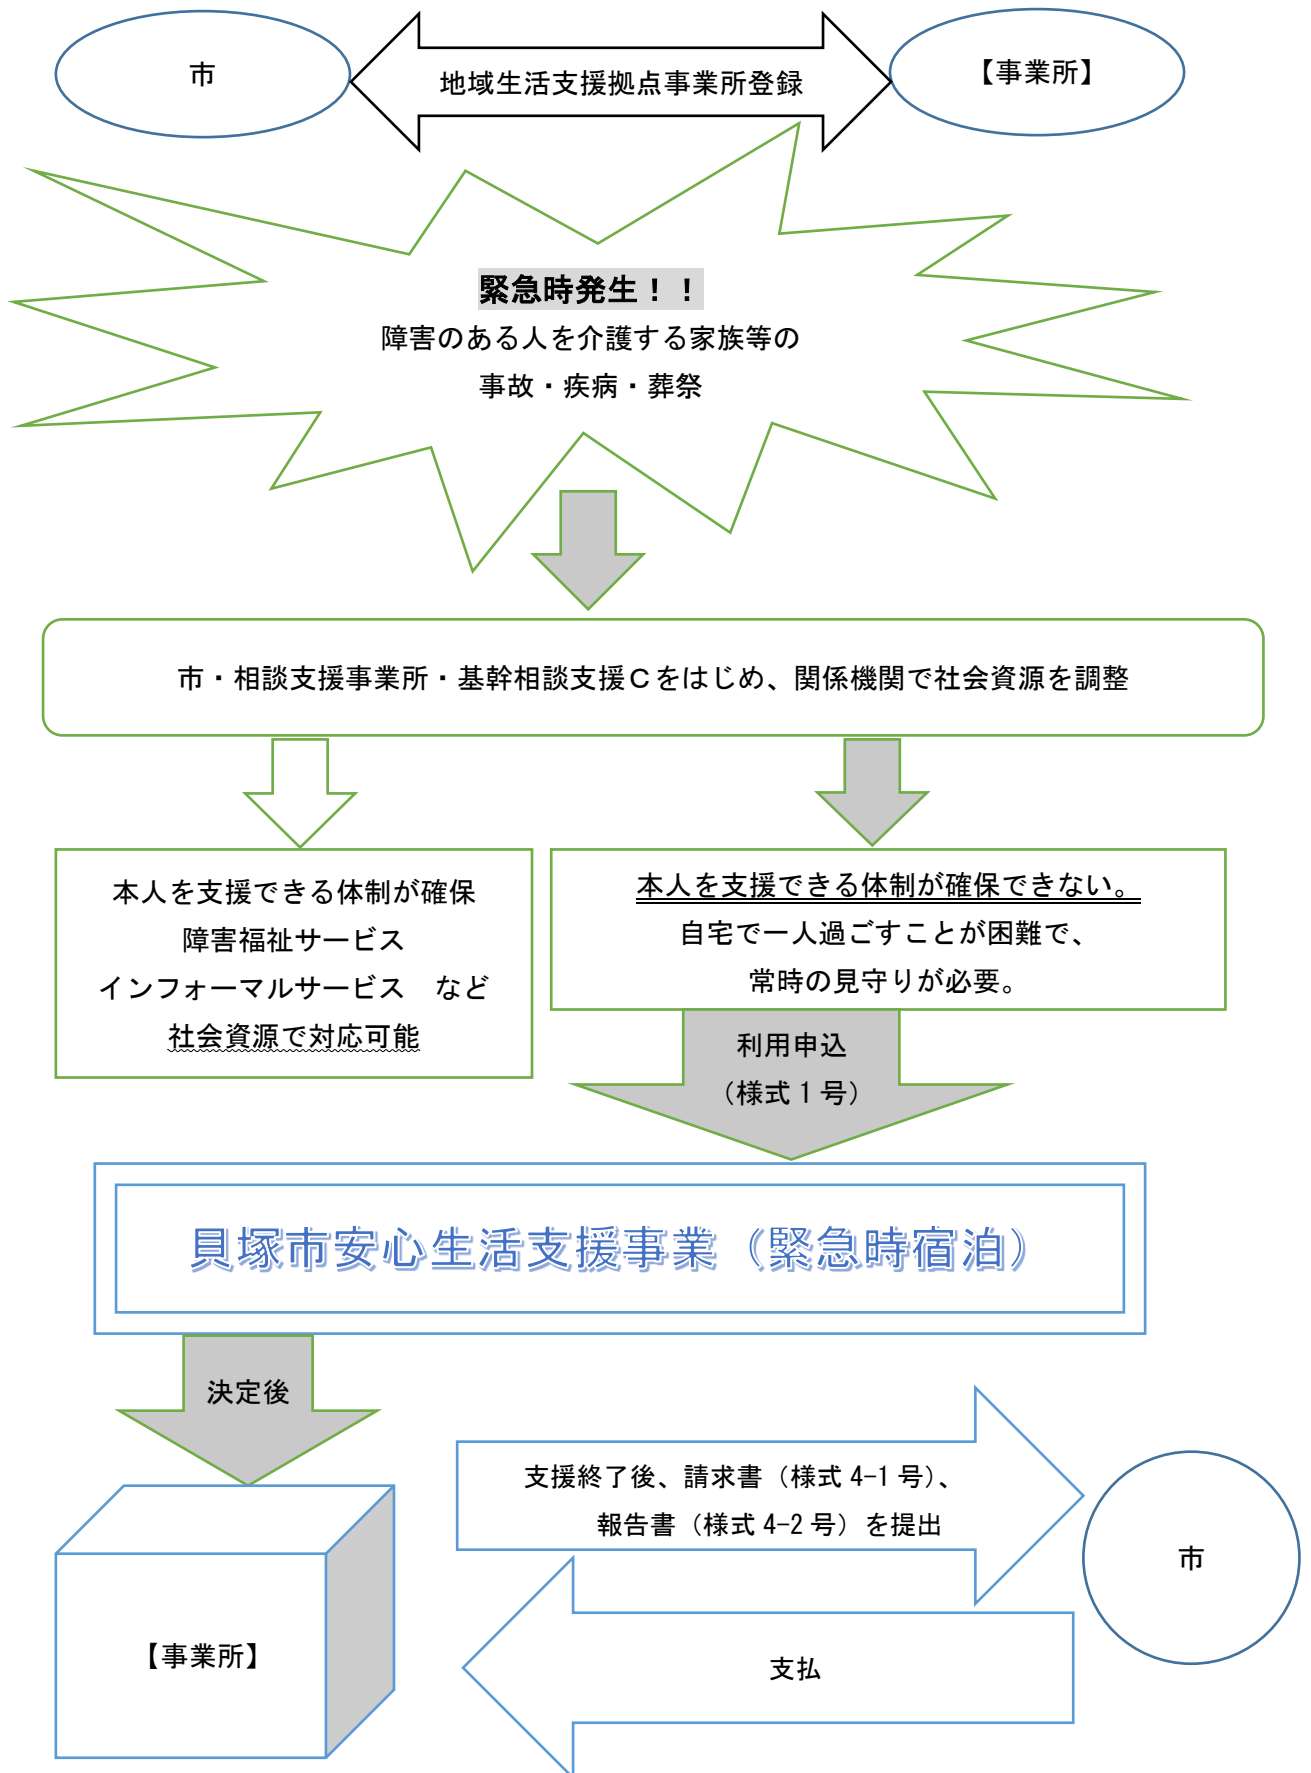 市
地域生活支援拠点事業所登録
【事業所】
緊急時発生！！
障害のある人を介護する家族等の
事故・疾病・葬祭
市・相談支援事業所・基幹相談支援Cをはじめ、関係機関で社会資源を調整
本人を支援できる体制が確保
障害福祉サービス
インフォーマルサービス　など
社会資源で対応可能
本人を支援できる体制が確保できない。
自宅で一人過ごすことが困難で、
常時の見守りが必要。
利用申込
（様式1号）
貝塚市安心生活支援事業（緊急時宿泊）
決定後
支援終了後、請求書（様式4-1号）、
報告書（様式4-2号）を提出
市
【事業所】
支払